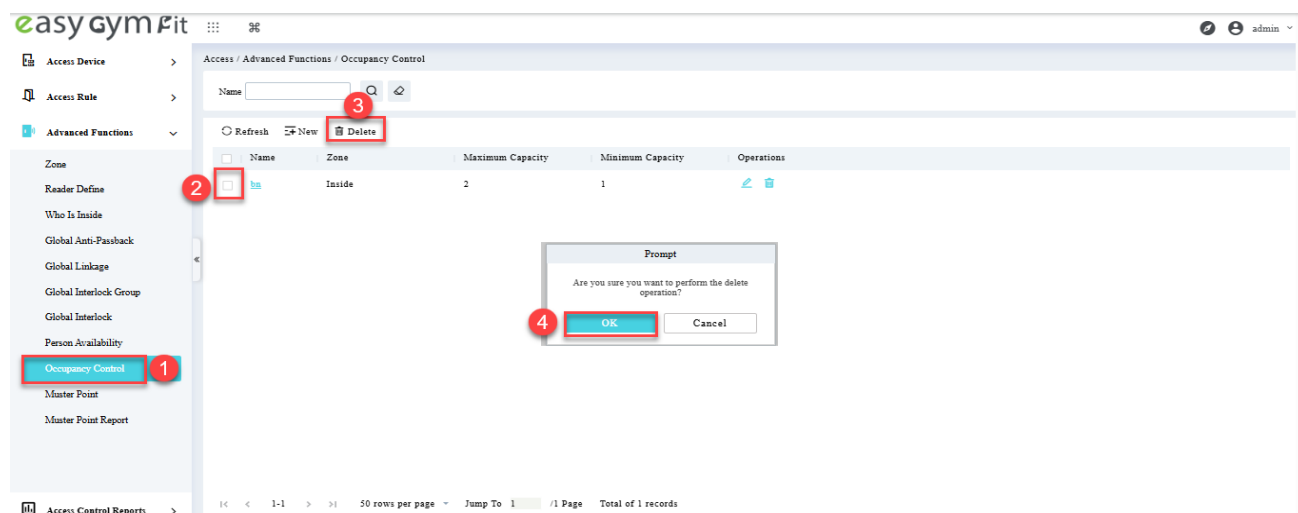 easy Gym Fit
admin
Access Device
Access / Advanced Functions / Occupancy Control
Access Rule
Name
3
Advanced Functions
Refresh New Delete
Name Zone Maximum Capacity Minimum Capacity Operations
Zone
2
bn Inside 2 1
Reader Define
Who Is Inside
Global Anti-Passback
Prompt
Global Linkage
Are you sure you want to perform the delete
operation?
Global Interlock Group
Global Interlock
4 OK Cancel
Person Availability
Occupancy Control 1
Muster Point
Muster Point Report
Access Control Reports
1-1 50 rows per page Jump To 1 /1 Page Total of 1 records